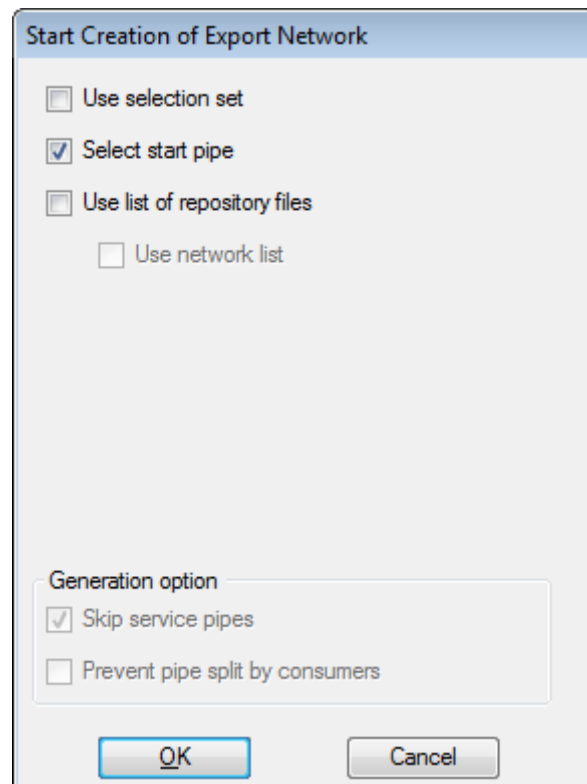 Start Creation of Export Network
Use selection set
Select start pipe
Use list of repository files
Use network list
Generation option
Skip service pipes
Prevent pipe split by consumers
OK
Cancel